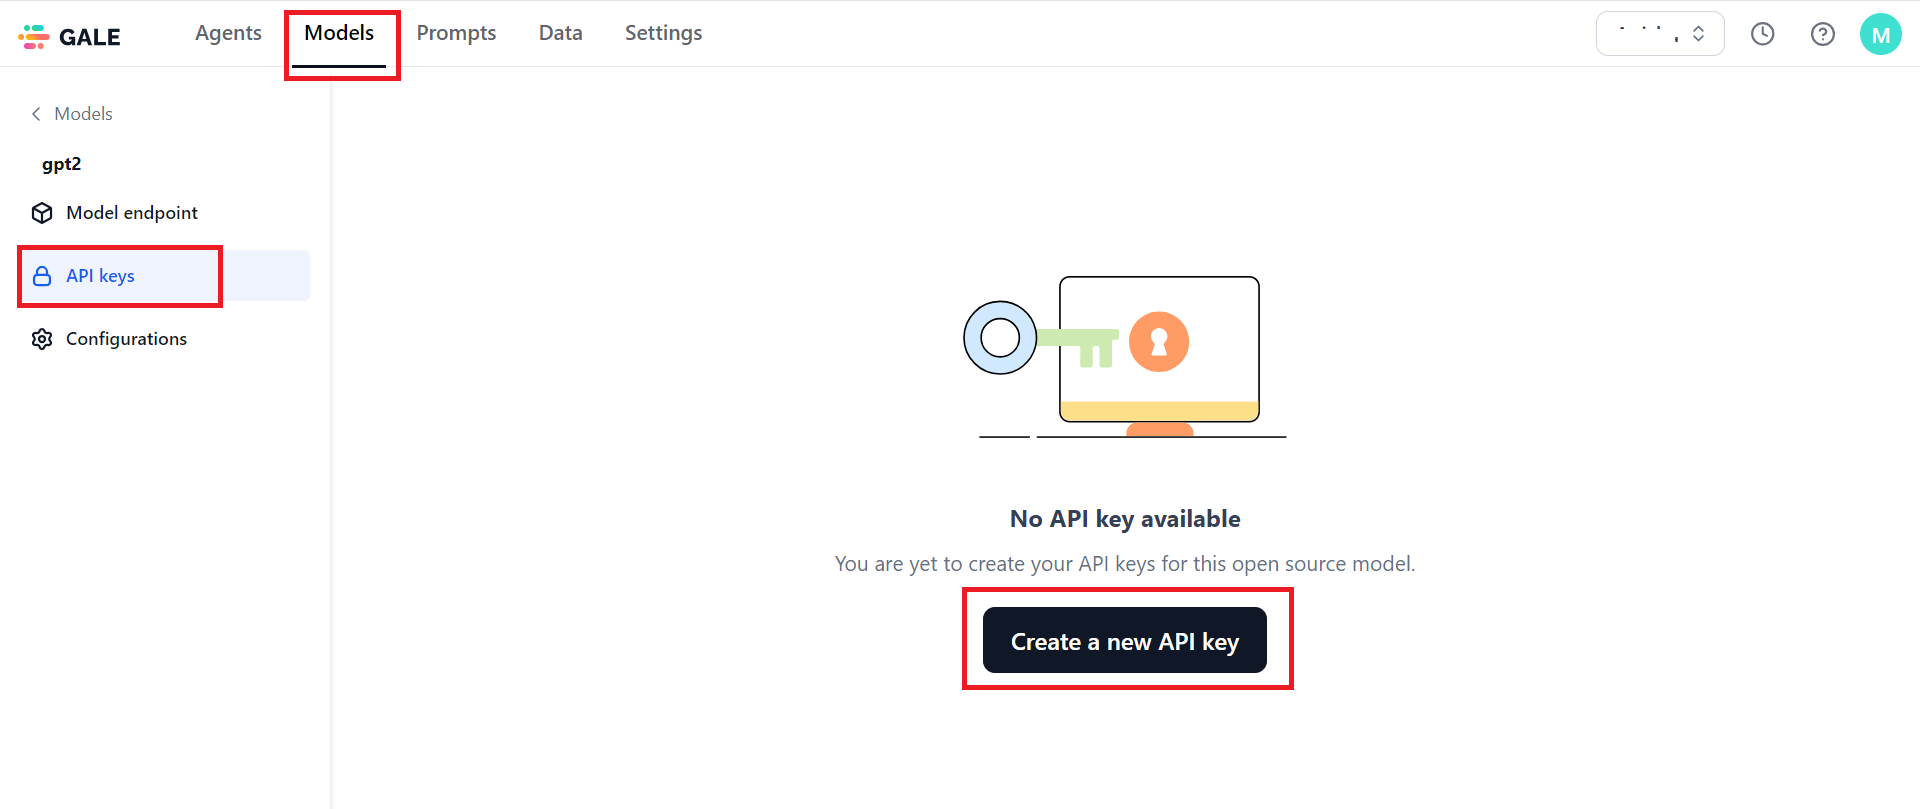 GALE
Agents Models Prompts Data Settings
M
Models
gpt2
Model endpoint
API keys
Configurations
No API key available
You are yet to create your API keys for this open source model.
Create a new API key